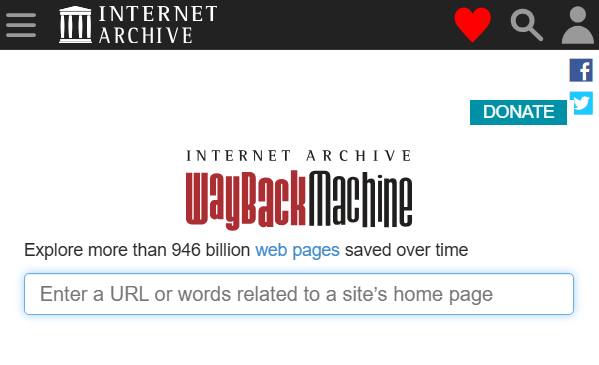 INTERNET
ARCHIVE
DONATE
INTERNET ARCHIVE
WayBackMachine
Explore more than 946 billion web pages saved over time
Enter a URL or words related to a site’s home page